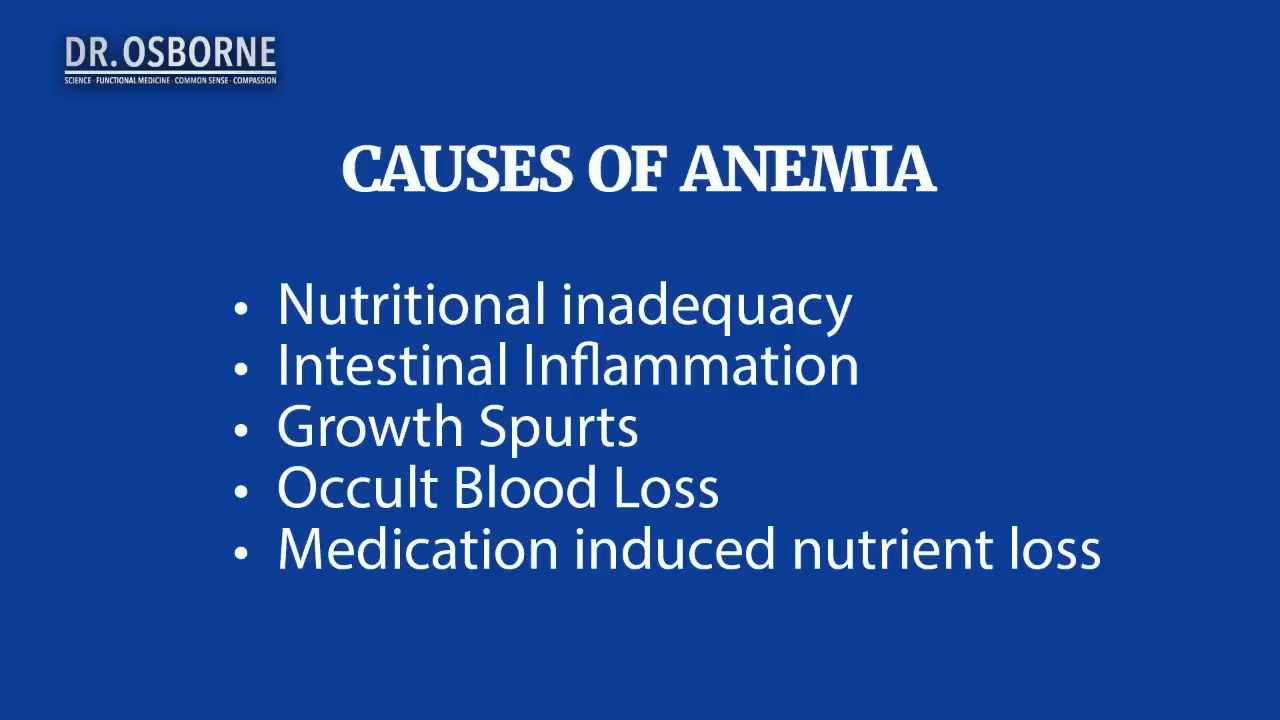 DR. OSBORNE
SCIENCE · FUNCTIONAL MEDICINE · COMMON SENSE · COMPASSION
CAUSES OF ANEMIA
• Nutritional inadequacy
• Intestinal Inflammation
• Growth Spurts
• Occult Blood Loss
• Medication induced nutrient loss